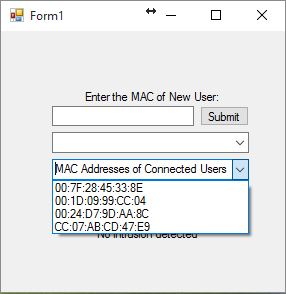 Form1
Enter the MAC of New User:
Submit
MAC Addresses of Connected Users
00:7F:28:45:33:8E
00:1D:09:99:CC:04
00:24:D7:9D:AA:8C
CC:07:AB:CD:47:E9
No intrusion detected